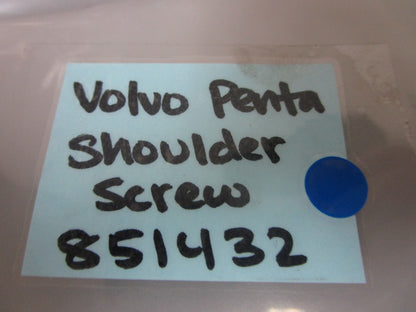 Volvo Penta
Shoulder
Screw
851432